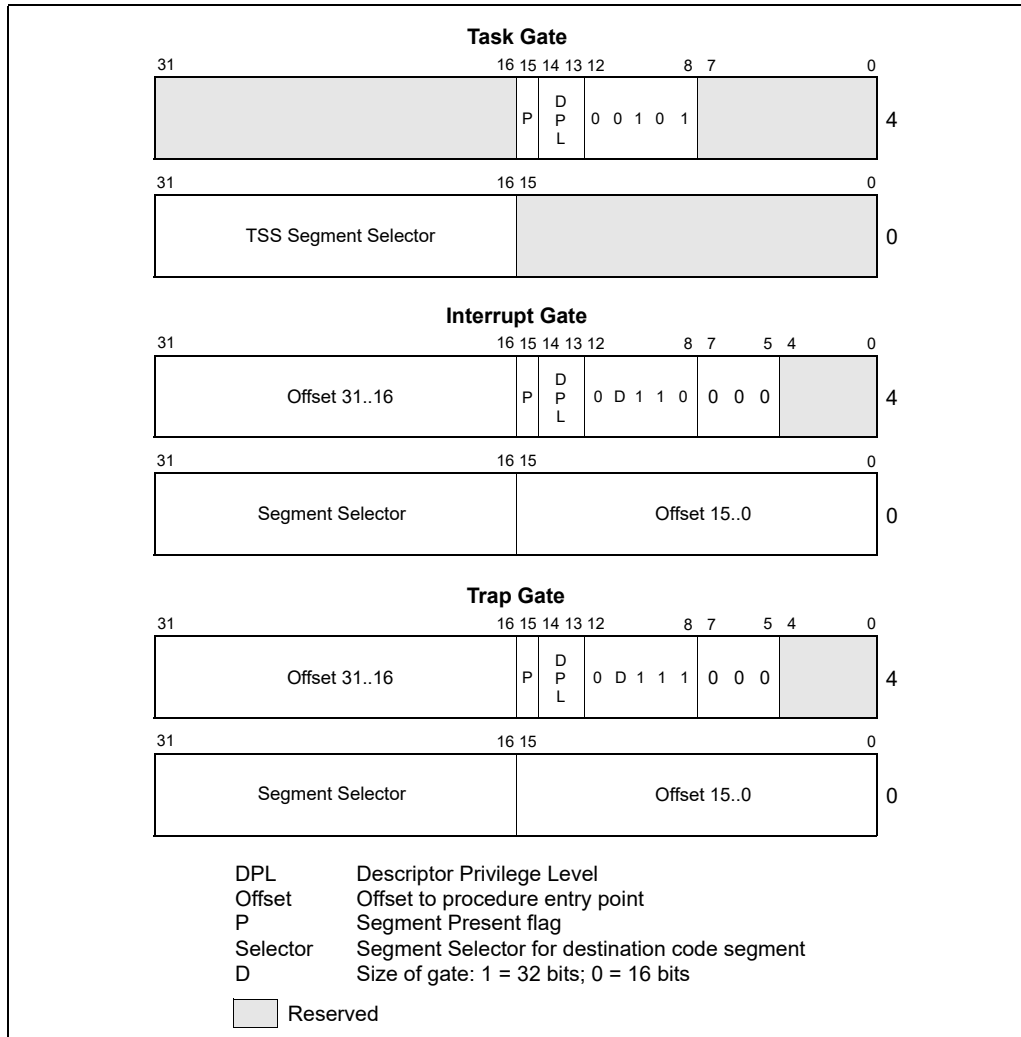 Task Gate
31 16 15 14 13 12 8 7 0
P DPL 0 0 1 0 1 4
31 16 15 0
TSS Segment Selector 0
Interrupt Gate
31 16 15 14 13 12 8 7 5 4 0
Offset 31..16 P DPL 0 D 1 1 0 0 0 0 4
31 16 15 0
Segment Selector Offset 15..0 0
Trap Gate
31 16 15 14 13 12 8 7 5 4 0
Offset 31..16 P DPL 0 D 1 1 1 0 0 0 4
31 16 15 0
Segment Selector Offset 15..0 0
DPL Descriptor Privilege Level
Offset Offset to procedure entry point
P Segment Present flag
Selector Segment Selector for destination code segment
D Size of gate: 1 = 32 bits; 0 = 16 bits
Reserved